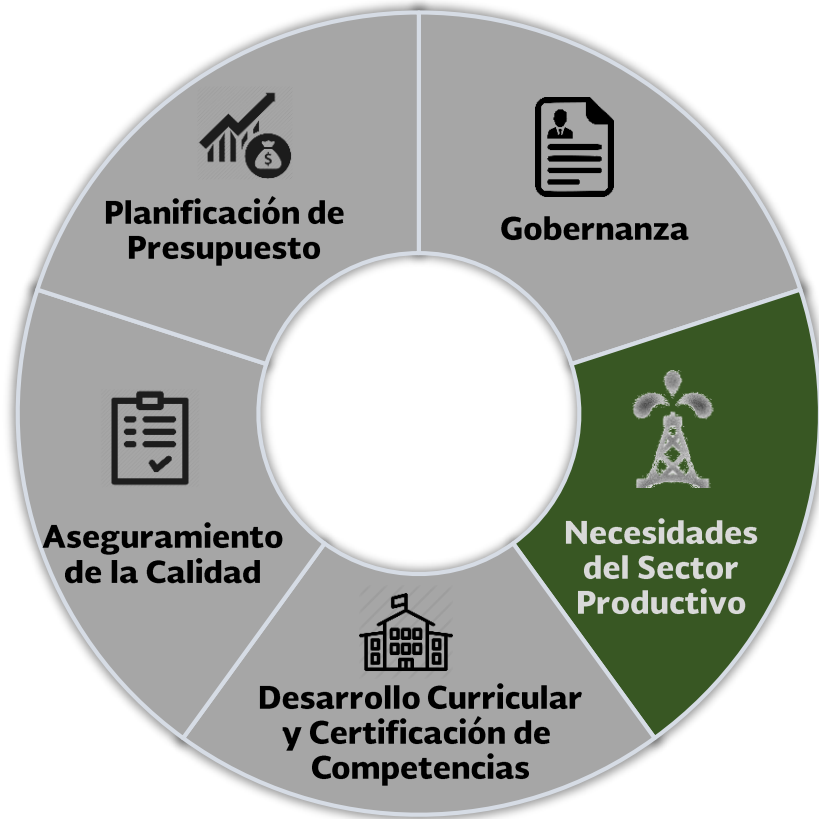 Planificación de
Presupuesto
Gobernanza
Necesidades
del Sector
Productivo
Desarrollo Curricular
y Certificación de
Competencias
Aseguramiento
de la Calidad
$